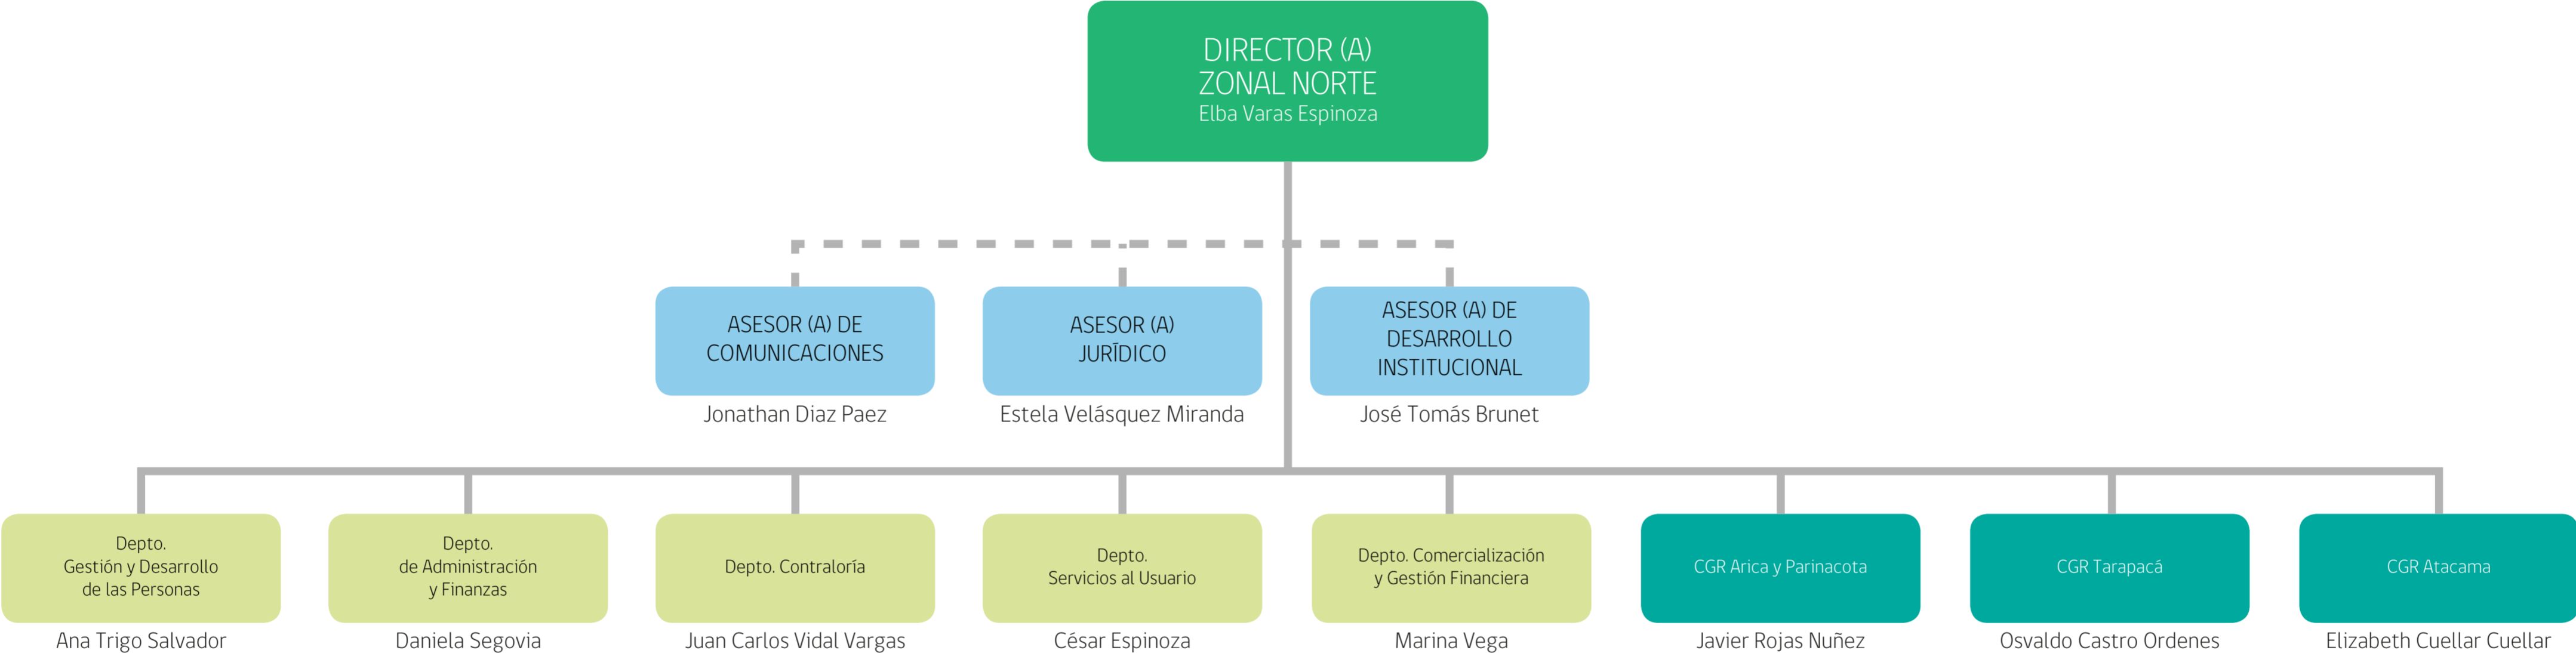 DIRECTOR (A)
ZONAL NORTE
Elba Varas Espinoza
ASESOR (A) DE
COMUNICACIONES
Jonathan Diaz Paez
ASESOR (A)
JURÍDICO
Estela Velásquez Miranda
ASESOR (A) DE
DESARROLLO
INSTITUCIONAL
José Tomás Brunet
Depto.
Gestión y Desarrollo
de las Personas
Ana Trigo Salvador
Depto.
de Administración
y Finanzas
Daniela Segovia
Depto. Contraloría
Juan Carlos Vidal Vargas
Depto.
Servicios al Usuario
César Espinoza
Depto. Comercialización
y Gestión Financiera
Marina Vega
CGR Arica y Parinacota
Javier Rojas Nuñez
CGR Tarapacá
Osvaldo Castro Ordenes
CGR Atacama
Elizabeth Cuellar Cuellar